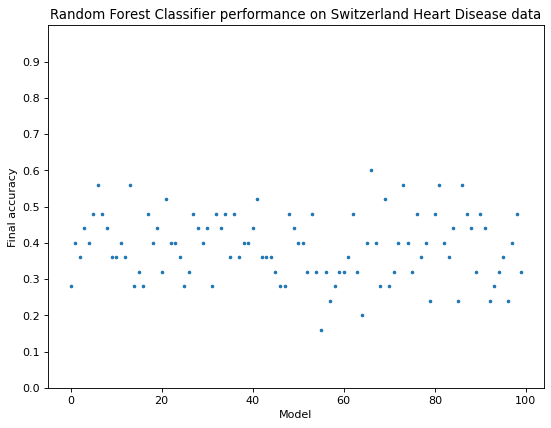 Random Forest Classifier performance on Switzerland Heart Disease data
Final accuracy
0.9
0.8
0.7
0.6
0.5
0.4
0.3
0.2
0.1
0.0
0 20 40 60 80 100
Model